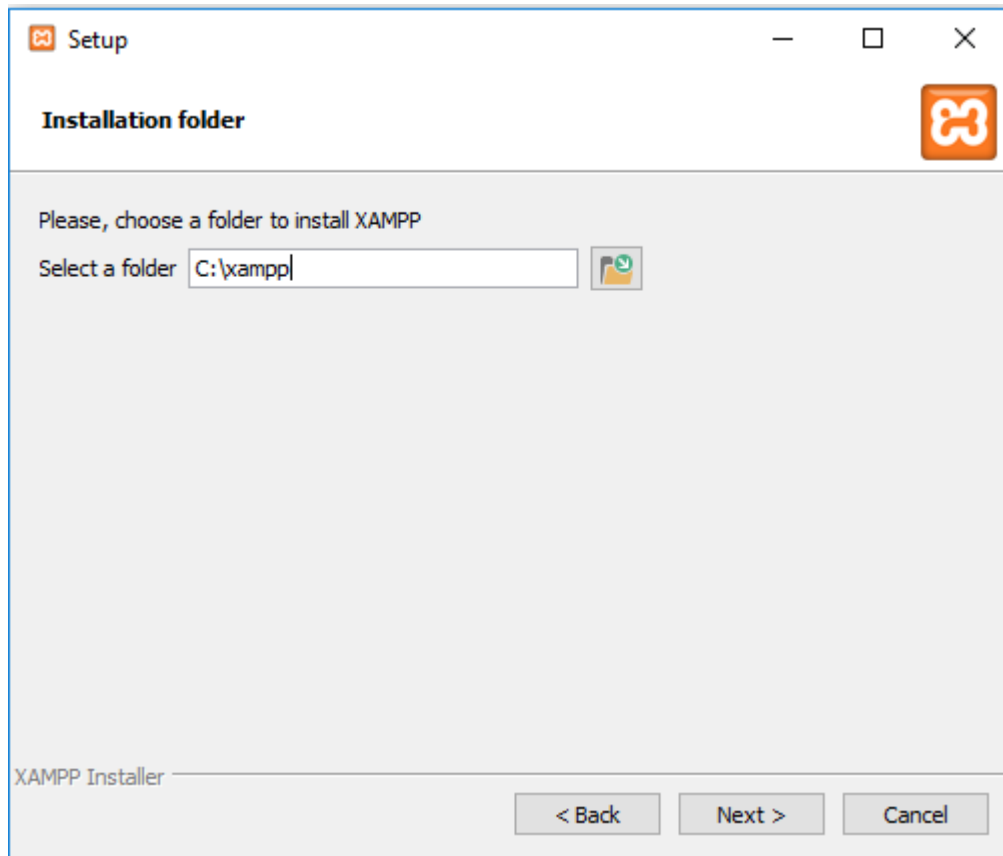 Setup
Installation folder
Please, choose a folder to install XAMPP
Select a folder C:\xampp
XAMPP Installer
< Back Next > Cancel